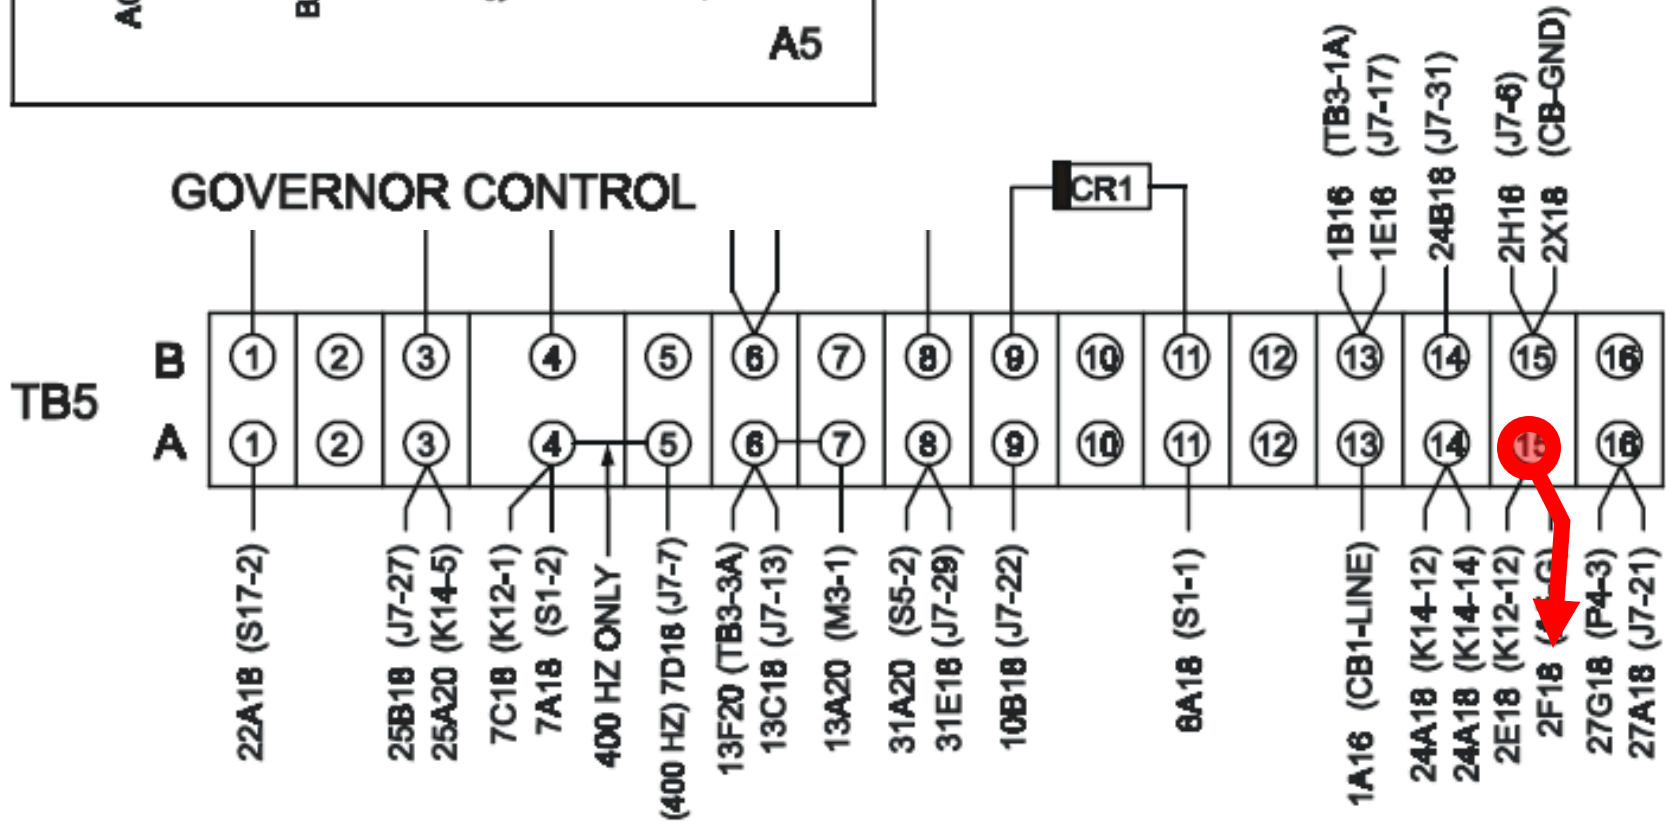 A5
GOVERNOR CONTROL
CR1
1B16 (TB3-1A)
1E16 (J7-17)
24B18 (J7-31)
2H16 (J7-6)
2X18 (CB-GND)
TB5
B 1 2 3 4 5 6 7 8 9 10 11 12 13 14 15 16
A 1 2 3 4 5 6 7 8 9 10 11 12 13 14 15 16
22A18 (S17-2)
25B18 (J7-27)
25A20 (K14-5)
7C18 (K12-1)
7A18 (S1-2)
400 HZ ONLY
(400 HZ) 7D18 (J7-7)
13F20 (TB3-3A)
13C18 (J7-13)
13A20 (M3-1)
31A20 (S5-2)
31E18 (J7-29)
10B18 (J7-22)
8A18 (S1-1)
1A16 (CB1-LINE)
24A18 (K14-12)
24A18 (K14-14)
2E18 (K12-12)
2F18
27G18 (P4-3)
27A18 (J7-21)